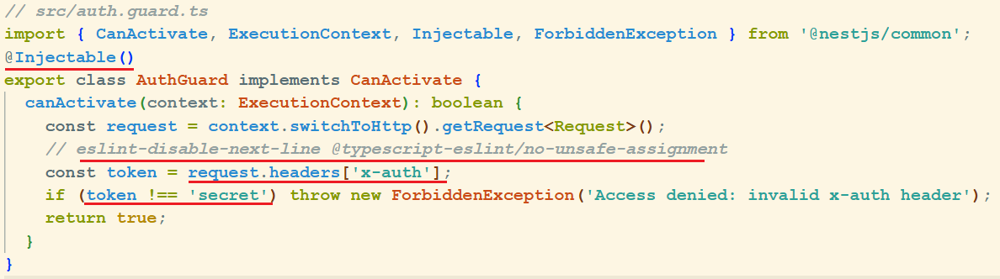 // src/auth.guard.ts
import { CanActivate, ExecutionContext, Injectable, ForbiddenException } from '@nestjs/common';
@Injectable()
export class AuthGuard implements CanActivate {
  canActivate(context: ExecutionContext): boolean {
    const request = context.switchToHttp().getRequest<Request>();
    // eslint-disable-next-line @typescript-eslint/no-unsafe-assignment
    const token = request.headers['x-auth'];
    if (token !== 'secret') throw new ForbiddenException('Access denied: invalid x-auth header');
    return true;
  }
}